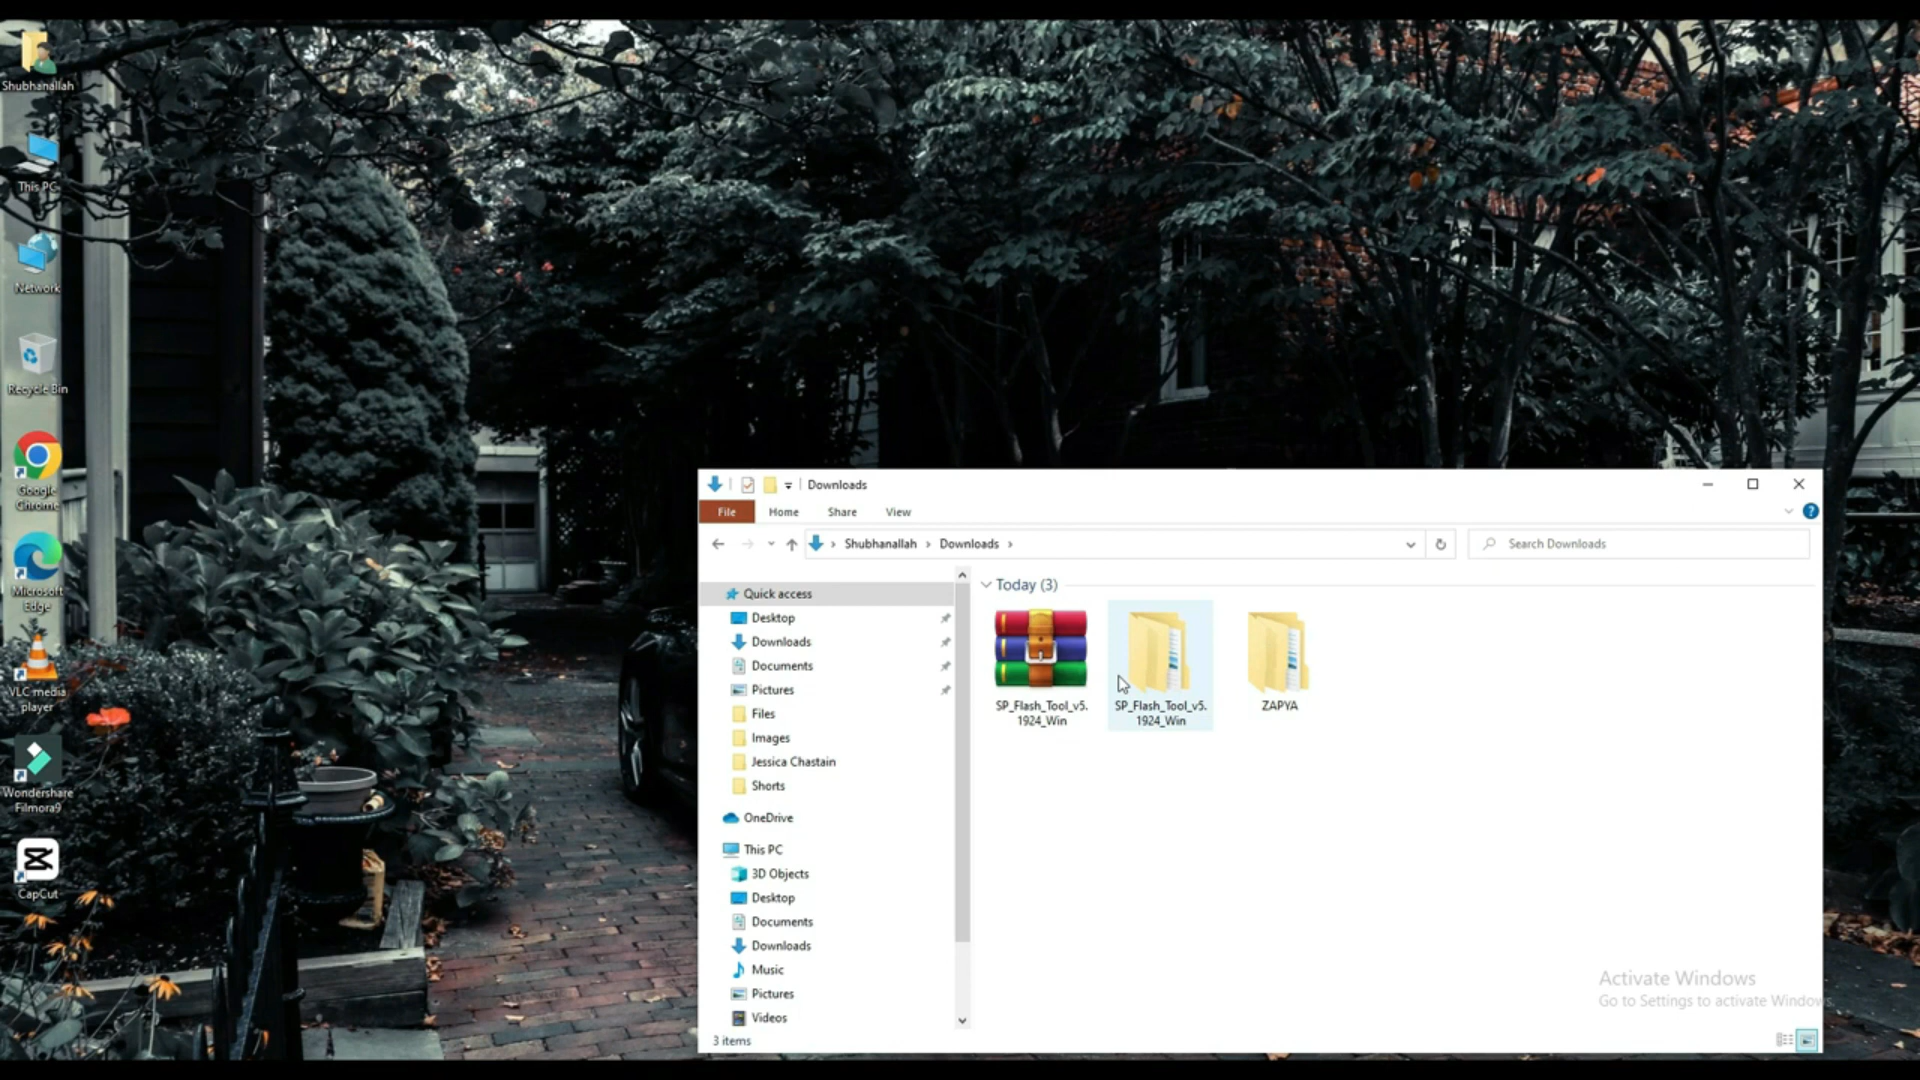 Shubhanallah
This PC
Network
Recycle Bin
Google
Chrome
Microsoft
Edge
VLC media
player
Wondershare
Filmora9
CapCut
Downloads
File
Home
Share
View
Shubhanallah
Downloads
Search Downloads
Quick access
Desktop
Downloads
Documents
Pictures
Files
Images
Jessica Chastain
Shorts
OneDrive
This PC
3D Objects
Desktop
Documents
Downloads
Music
Pictures
Videos
Today (3)
SP_Flash_Tool_v5.
1924_Win
SP_Flash_Tool_v5.
1924_Win
ZAPYA
Activate Windows
Go to Settings to activate Windows.
3 items